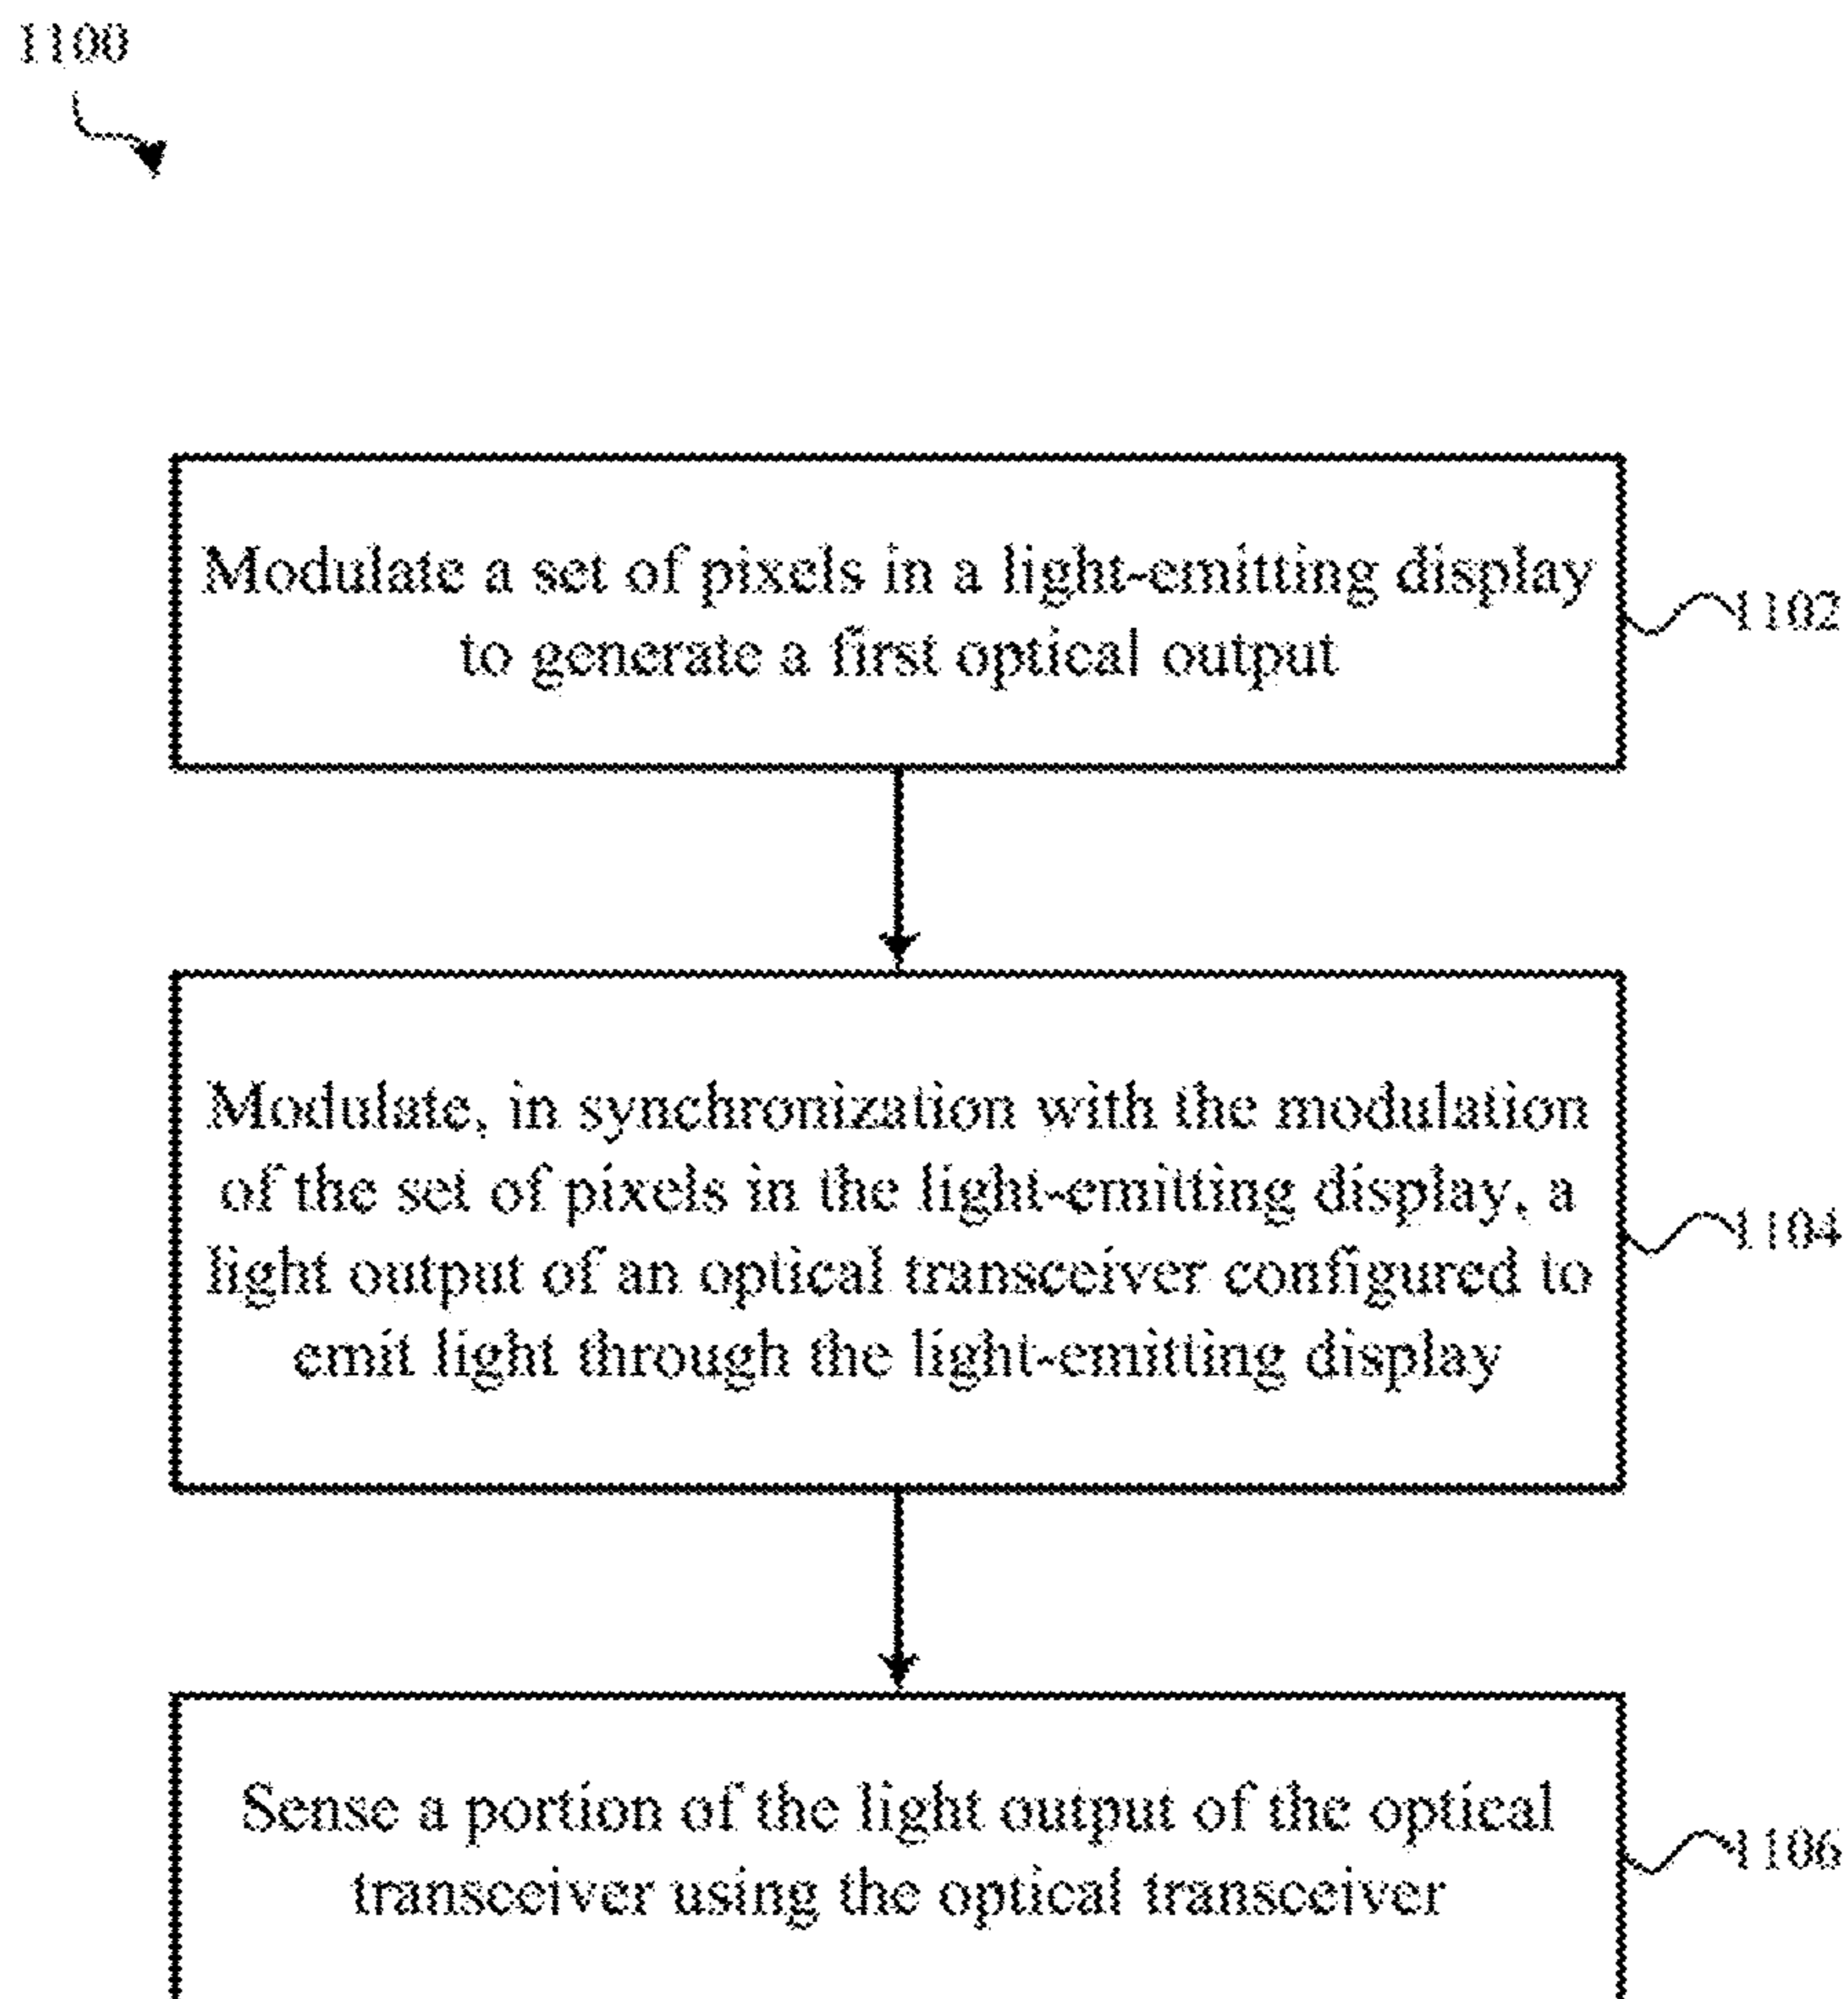 1100
Modulate a set of pixels in a light-emitting display
to generate a first optical output
1102
Modulate, in synchronization with the modulation
of the set of pixels in the light-emitting display, a
light output of an optical transceiver configured to
emit light through the light-emitting display
1104
Sense a portion of the light output of the optical
transceiver using the optical transceiver
1106